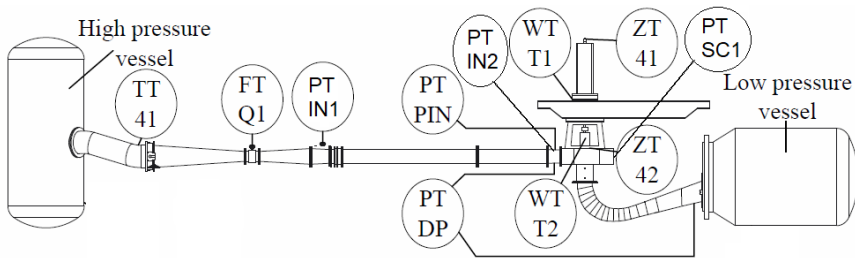 High pressure
vessel
TT
41
FT
Q1
PT
IN1
PT
PIN
PT
DP
PT
IN2
WT
T1
ZT
41
PT
SC1
ZT
42
WT
T2
Low pressure
vessel